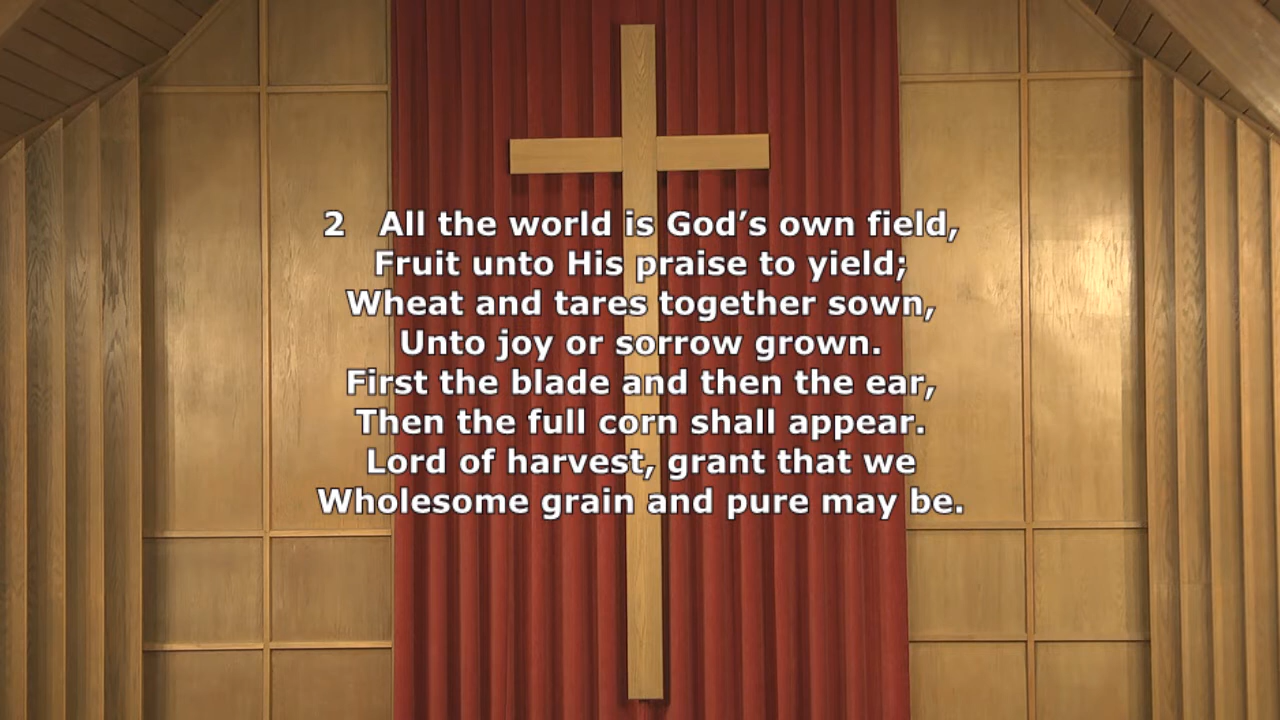 2 All the world is God’s own field,
Fruit unto His praise to yield;
Wheat and tares together sown,
Unto joy or sorrow grown.
First the blade and then the ear,
Then the full corn shall appear.
Lord of harvest, grant that we
Wholesome grain and pure may be.